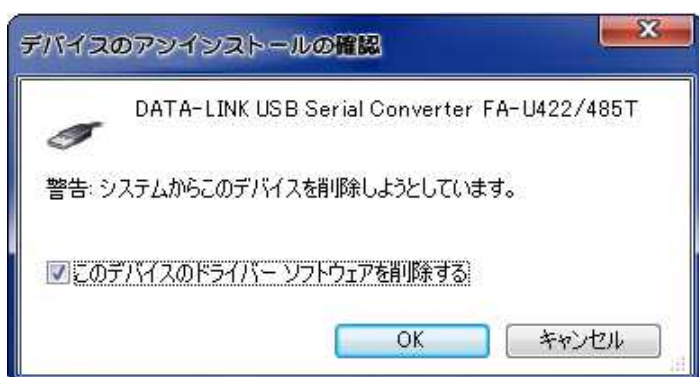 デバイスのアンインストールの確認
DATA-LINK USB Serial Converter FA-U422/485T
警告: システムからこのデバイスを削除しようとしています。
このデバイスのドライバー ソフトウェアを削除する
OK
キャンセル